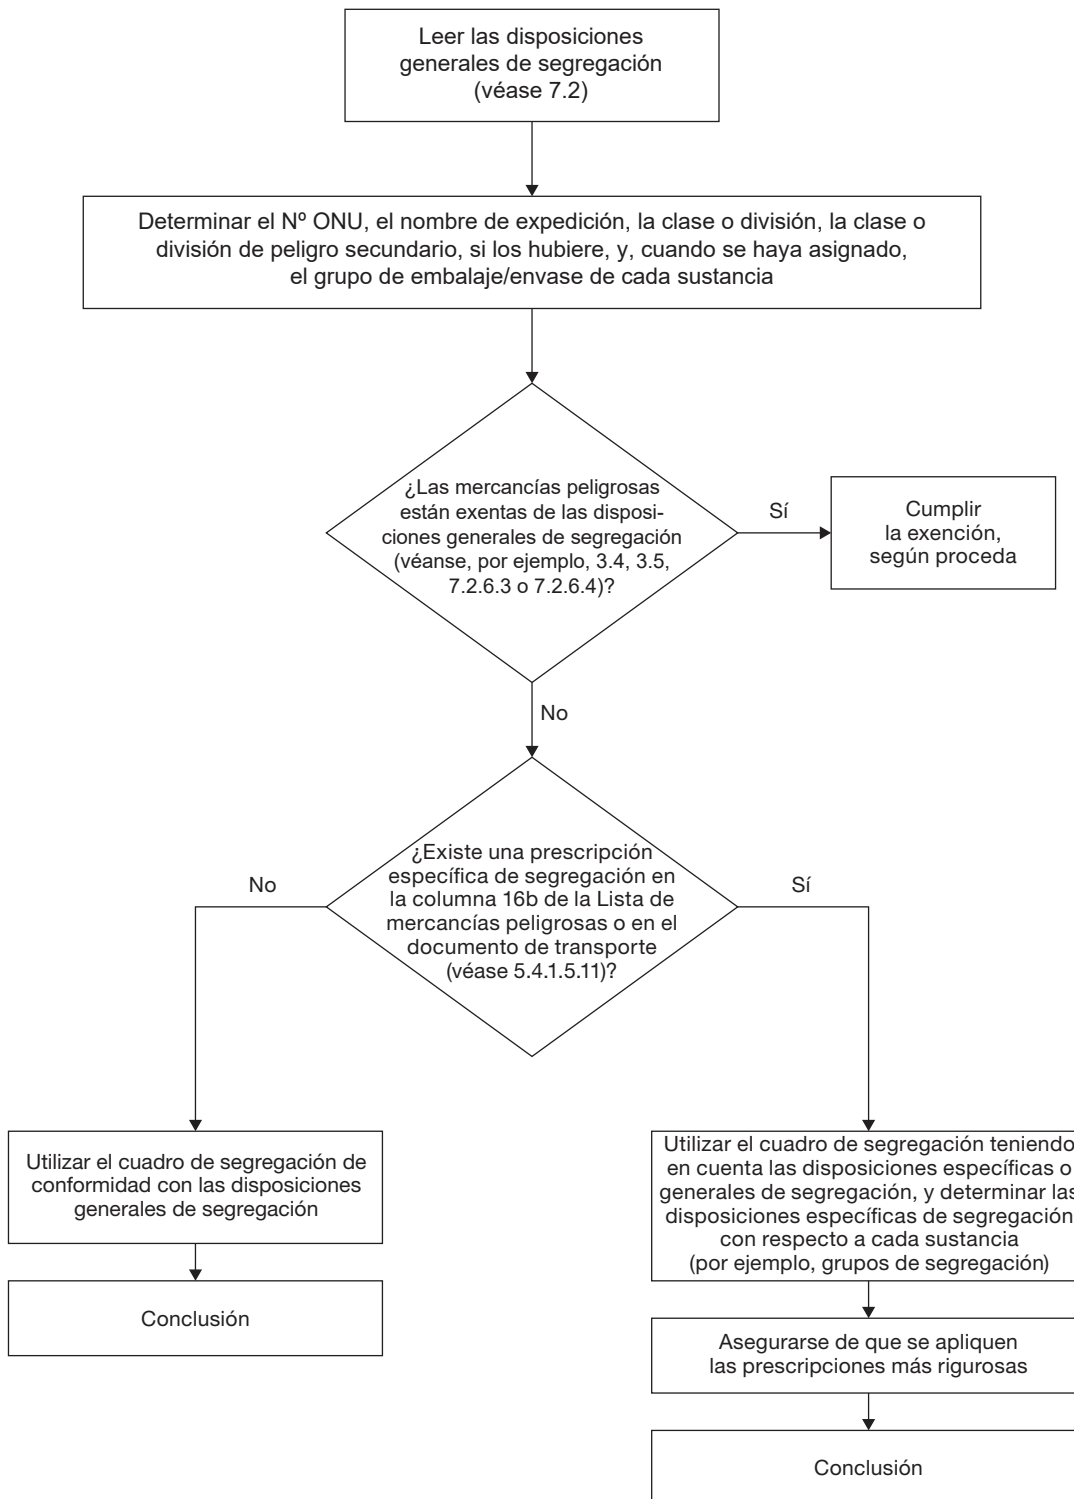 Leer las disposiciones
generales de segregación
(véase 7.2)
Determinar el Nº ONU, el nombre de expedición, la clase o división, la clase o
división de peligro secundario, si los hubiere, y, cuando se haya asignado,
el grupo de embalaje/envase de cada sustancia
¿Las mercancías peligrosas
están exentas de las disposi-
ciones generales de segregación
(véanse, por ejemplo, 3.4, 3.5,
7.2.6.3 o 7.2.6.4)?
Sí
Cumplir
la exención,
según proceda
No
¿Existe una prescripción
específica de segregación en
la columna 16b de la Lista de
mercancías peligrosas o en el
documento de transporte
(véase 5.4.1.5.11)?
No
Sí
Utilizar el cuadro de segregación de
conformidad con las disposiciones
generales de segregación
Conclusión
Utilizar el cuadro de segregación teniendo
en cuenta las disposiciones específicas o
generales de segregación, y determinar las
disposiciones específicas de segregación
con respecto a cada sustancia
(por ejemplo, grupos de segregación)
Asegurarse de que se apliquen
las prescripciones más rigurosas
Conclusión